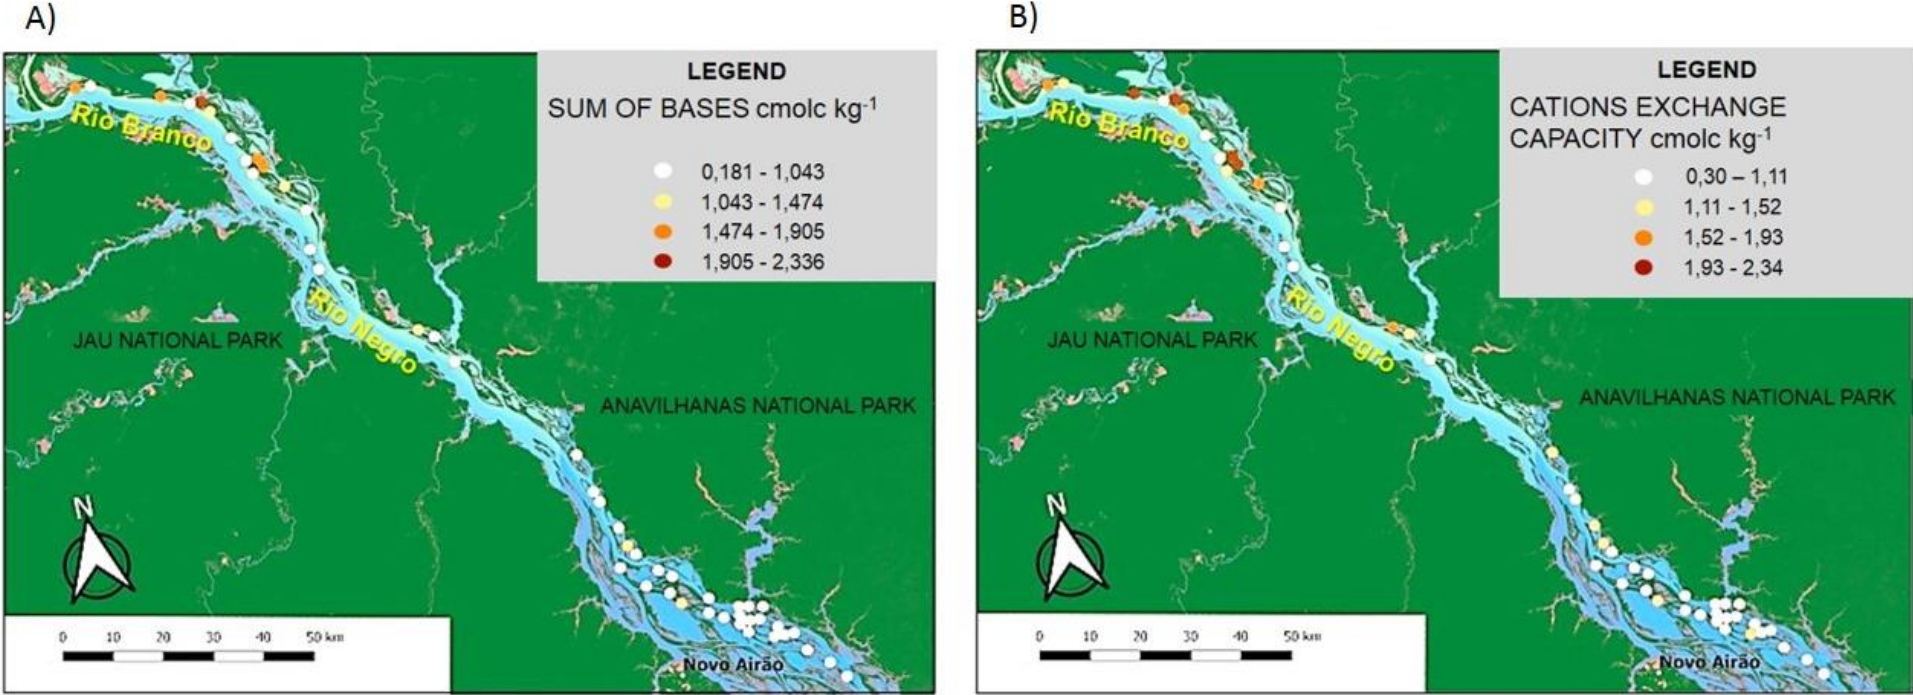 A)
LEGEND
SUM OF BASES cmolc kg-1
0,181 - 1,043
1,043 - 1,474
1,474 - 1,905
1,905 - 2,336
Rio Branco
Rio Negro
JAU NATIONAL PARK
ANAVILHANAS NATIONAL PARK
N
0 10 20 30 40 50 km
Novo Airão
B)
LEGEND
CATIONS EXCHANGE
CAPACITY cmolc kg-1
0,30 – 1,11
1,11 - 1,52
1,52 - 1,93
1,93 - 2,34
Rio Branco
Rio Negro
JAU NATIONAL PARK
ANAVILHANAS NATIONAL PARK
N
0 10 20 30 40 50 km
Novo Airão